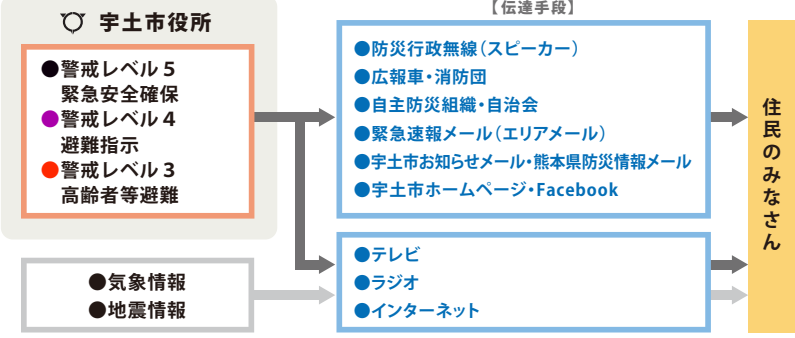 【伝達手段】
宇土市役所
●警戒レベル5
緊急安全確保
●警戒レベル4
避難指示
●警戒レベル3
高齢者等避難
●気象情報
●地震情報
●防災行政無線(スピーカー)
●広報車・消防団
●自主防災組織・自治会
●緊急速報メール(エリアメール)
●宇土市お知らせメール・熊本県防災情報メール
●宇土市ホームページ・Facebook
●テレビ
●ラジオ
●インターネット
住民のみなさん